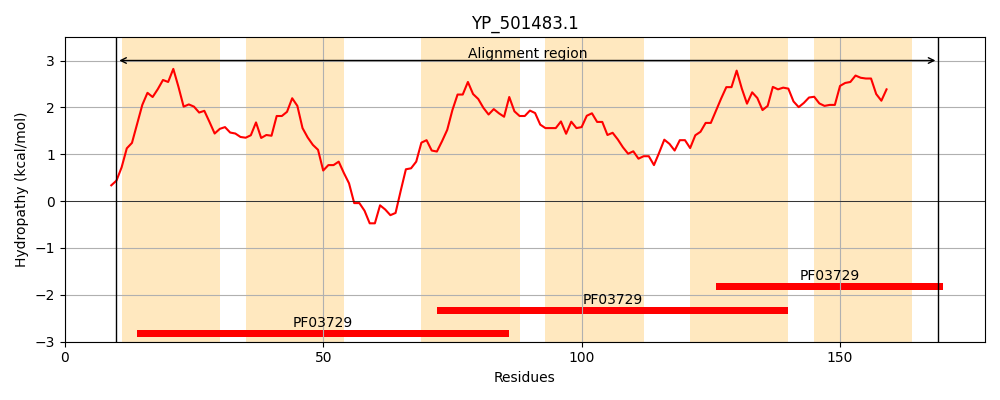 YP_501483.1
Alignment region
3
2
1
0
−1
−2
−3
Hydropathy (kcal/mol)
PF03729
PF03729
PF03729
0
50
100
150
Residues